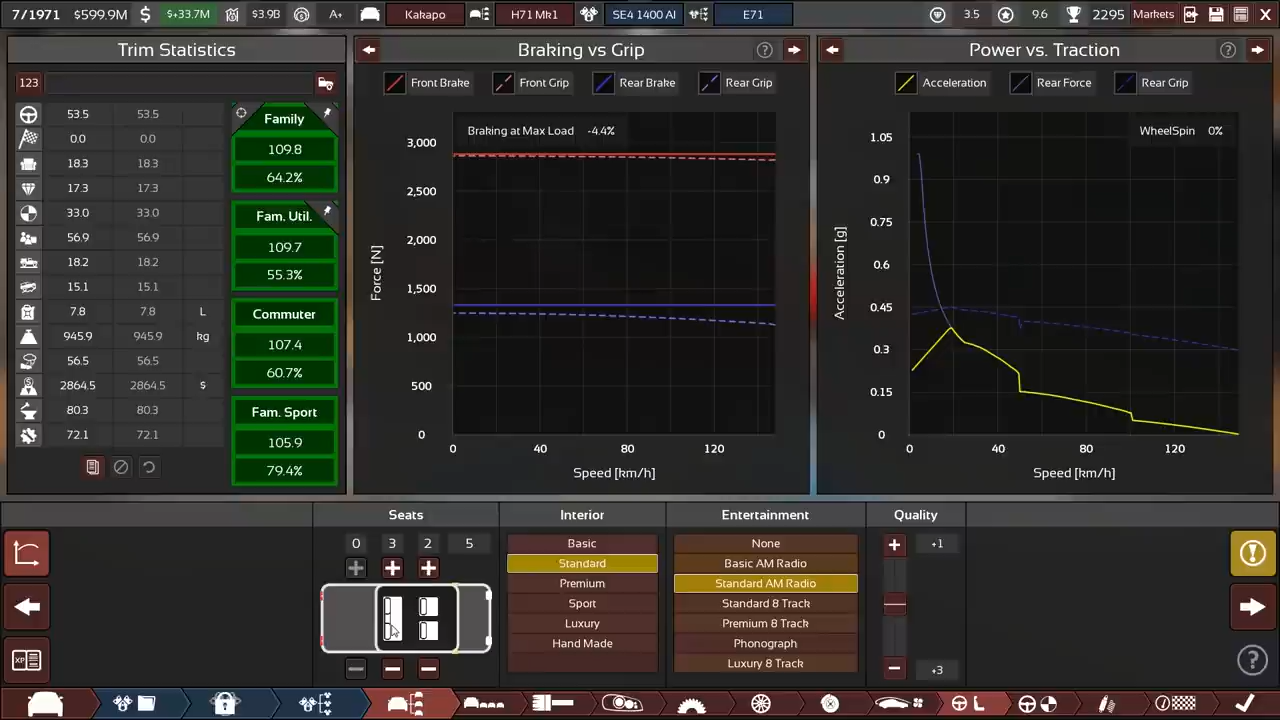 7/1971 $599.9M $ $+33.7M $3.9B A+ Kakapo H71 Mk1 SE4 1400 AI E71 3.5 9.6 2295 Markets
Trim Statistics
123
53.5 53.5
0.0 0.0
18.3 18.3
17.3 17.3
33.0 33.0
56.9 56.9
18.2 18.2
15.1 15.1
7.8 7.8 L
945.9 945.9 kg
56.5 56.5
2864.5 2864.5 $
80.3 80.3
72.1 72.1
Family
109.8
64.2%
Fam. Util.
109.7
55.3%
Commuter
107.4
60.7%
Fam. Sport
105.9
79.4%
Braking vs Grip ?
Front Brake Front Grip Rear Brake Rear Grip
Braking at Max Load -4.4%
3,000
2,500
2,000
1,500
1,000
500
0
Force [N]
0 40 80 120
Speed [km/h]
Power vs. Traction ?
Acceleration Rear Force Rear Grip
WheelSpin 0%
1.05
0.9
0.75
0.6
0.45
0.3
0.15
0
Acceleration [g]
0 40 80 120
Speed [km/h]
Seats
0 3 2 5
Interior
Basic
Standard
Premium
Sport
Luxury
Hand Made
Entertainment
None
Basic AM Radio
Standard AM Radio
Standard 8 Track
Premium 8 Track
Phonograph
Luxury 8 Track
Quality
+1
+3
XP
?